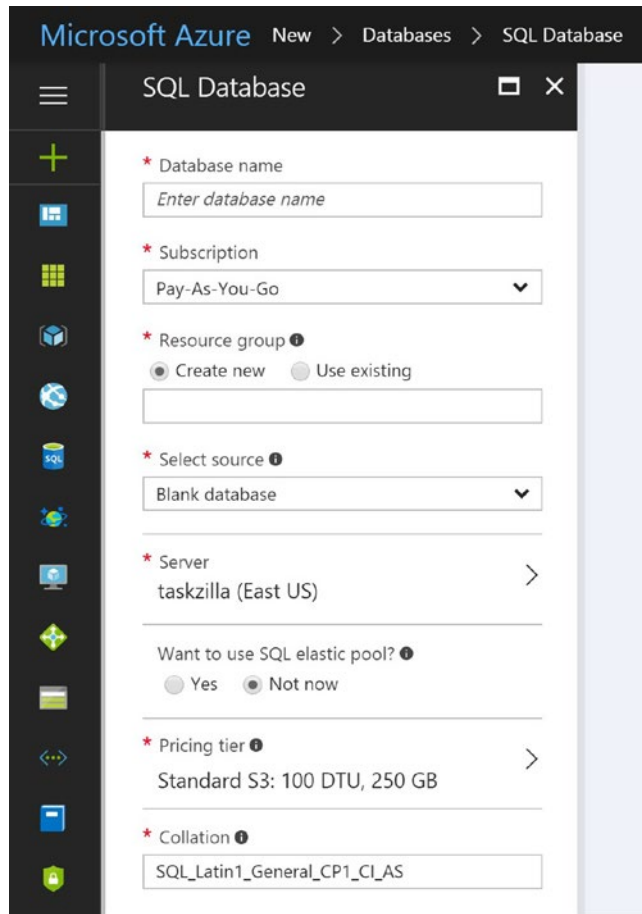 Microsoft Azure New > Databases > SQL Database
SQL Database
* Database name
Enter database name
* Subscription
Pay-As-You-Go
* Resource group
Create new Use existing
* Select source
Blank database
* Server
taskzilla (East US)
Want to use SQL elastic pool?
Yes Not now
* Pricing tier
Standard S3: 100 DTU, 250 GB
* Collation
SQL_Latin1_General_CP1_CI_AS
SQL